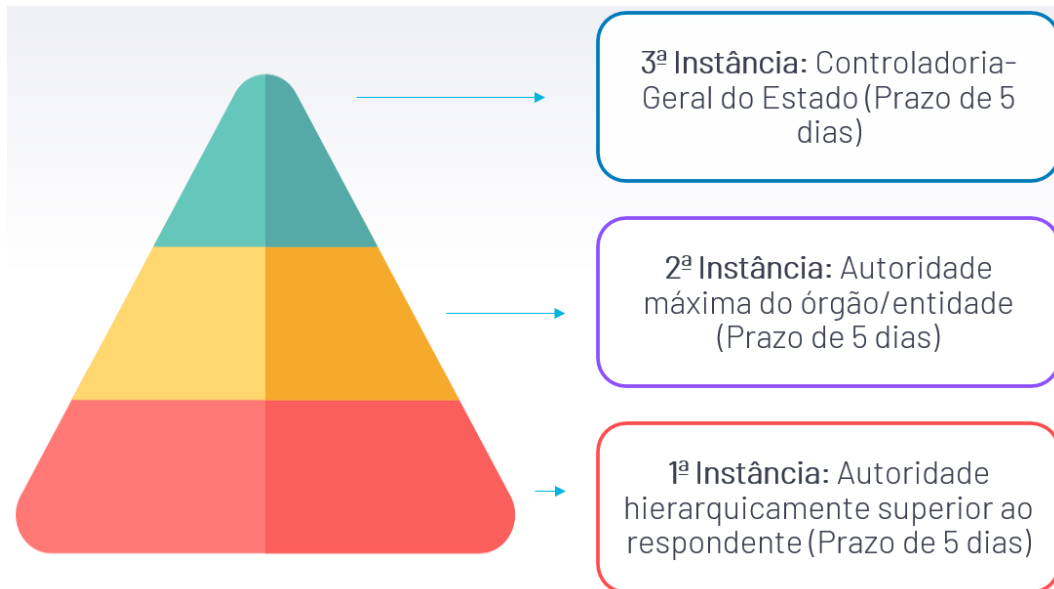 3ª Instância: Controladoria-
Geral do Estado (Prazo de 5
dias)
2ª Instância: Autoridade
máxima do órgão/entidade
(Prazo de 5 dias)
1ª Instância: Autoridade
hierarquicamente superior ao
respondente (Prazo de 5 dias)